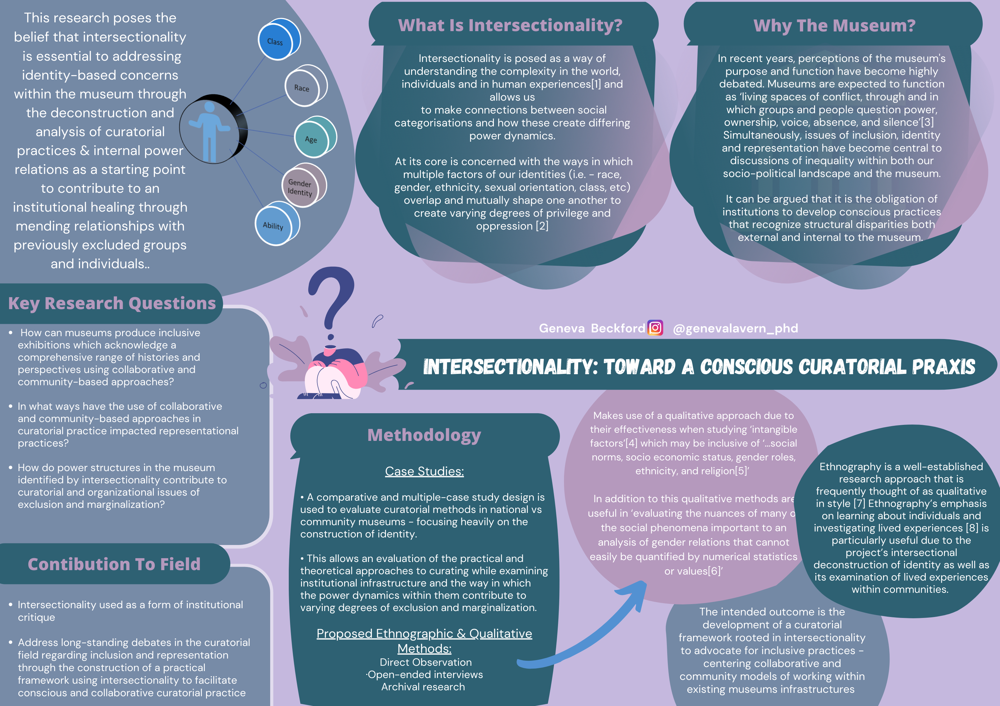 This research poses the
belief that intersectionality
is essential to addressing
identity-based concerns
within the museum through
the deconstruction and
analysis of curatorial
practices & internal power
relations as a starting point
to contribute to an
institutional healing through
mending relationships with
previously excluded groups
and individuals..
Class
Race
Age
Gender
Identity
Ability
What Is Intersectionality?
Intersectionality is posed as a way of
understanding the complexity in the world,
individuals and in human experiences[1] and
allows us
to make connections between social
categorisations and how these create differing
power dynamics.
At its core is concerned with the ways in which
multiple factors of our identities (i.e. - race,
gender, ethnicity, sexual orientation, class, etc)
overlap and mutually shape one another to
create varying degrees of privilege and
oppression [2]
Why The Museum?
In recent years, perceptions of the museum's
purpose and function have become highly
debated. Museums are expected to function
as ‘living spaces of conflict, through and in
which groups and people question power,
ownership, voice, absence, and silence’[3]
Simultaneously, issues of inclusion, identity
and representation have become central to
discussions of inequality within both our
socio-political landscape and the museum.
It can be argued that it is the obligation of
institutions to develop conscious practices
that recognize structural disparities both
external and internal to the museum.
Key Research Questions
• How can museums produce inclusive
exhibitions which acknowledge a
comprehensive range of histories and
perspectives using collaborative and
community-based approaches?
• In what ways have the use of collaborative
and community-based approaches in
curatorial practice impacted representational
practices?
• How do power structures in the museum
identified by intersectionality contribute to
curatorial and organizational issues of
exclusion and marginalization?
Geneva Beckford @genevalavern_phd
INTERSECTIONALITY: TOWARD A CONSCIOUS CURATORIAL PRAXIS
Contibution To Field
• Intersectionality used as a form of institutional
critique
• Address long-standing debates in the curatorial
field regarding inclusion and representation
through the construction of a practical
framework using intersectionality to facilitate
conscious and collaborative curatorial practice
Methodology
Case Studies:
• A comparative and multiple-case study design is
used to evaluate curatorial methods in national vs
community museums - focusing heavily on the
construction of identity.
• This allows an evaluation of the practical and
theoretical approaches to curating while examining
institutional infrastructure and the way in which
the power dynamics within them contribute to
varying degrees of exclusion and marginalization.
Proposed Ethnographic & Qualitative
Methods:
Direct Observation
·Open-ended interviews
Archival research
Makes use of a qualitative approach due to
their effectiveness when studying ‘intangible
factors’[4] which may be inclusive of ‘...social
norms, socio economic status, gender roles,
ethnicity, and religion[5]’
In addition to this qualitative methods are
useful in ‘evaluating the nuances of many o
the social phenomena important to an
analysis of gender relations that cannot
easily be quantified by numerical statistics
or values[6]’
Ethnography is a well-established
research approach that is
frequently thought of as qualitative
in style [7] Ethnography’s emphasis
on learning about individuals and
investigating lived experiences [8] is
particularly useful due to the
project’s intersectional
deconstruction of identity as well as
its examination of lived experiences
within communities.
The intended outcome is the
development of a curatorial
framework rooted in intersectionality
to advocate for inclusive practices -
centering collaborative and
community models of working within
existing museums infrastructures